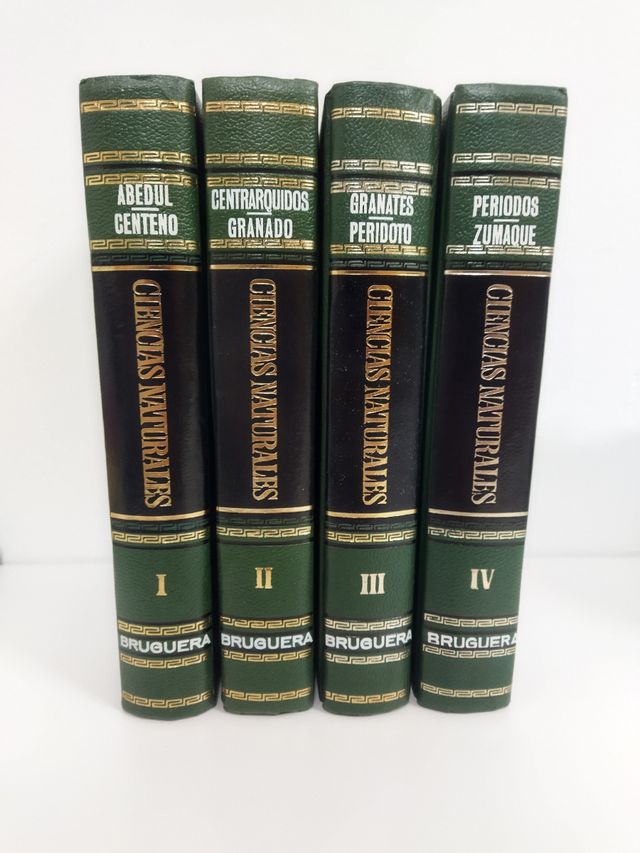 ABEDUL
CENTENO
CIENCIAS NATURALES
I
BRUGUERA
CENTRARQUIDOS
GRANADO
CIENCIAS NATURALES
II
BRUGUERA
GRANATES
PERIDOTO
CIENCIAS NATURALES
III
BRUGUERA
PERIODOS
ZUMAQUE
CIENCIAS NATURALES
IV
BRUGUERA